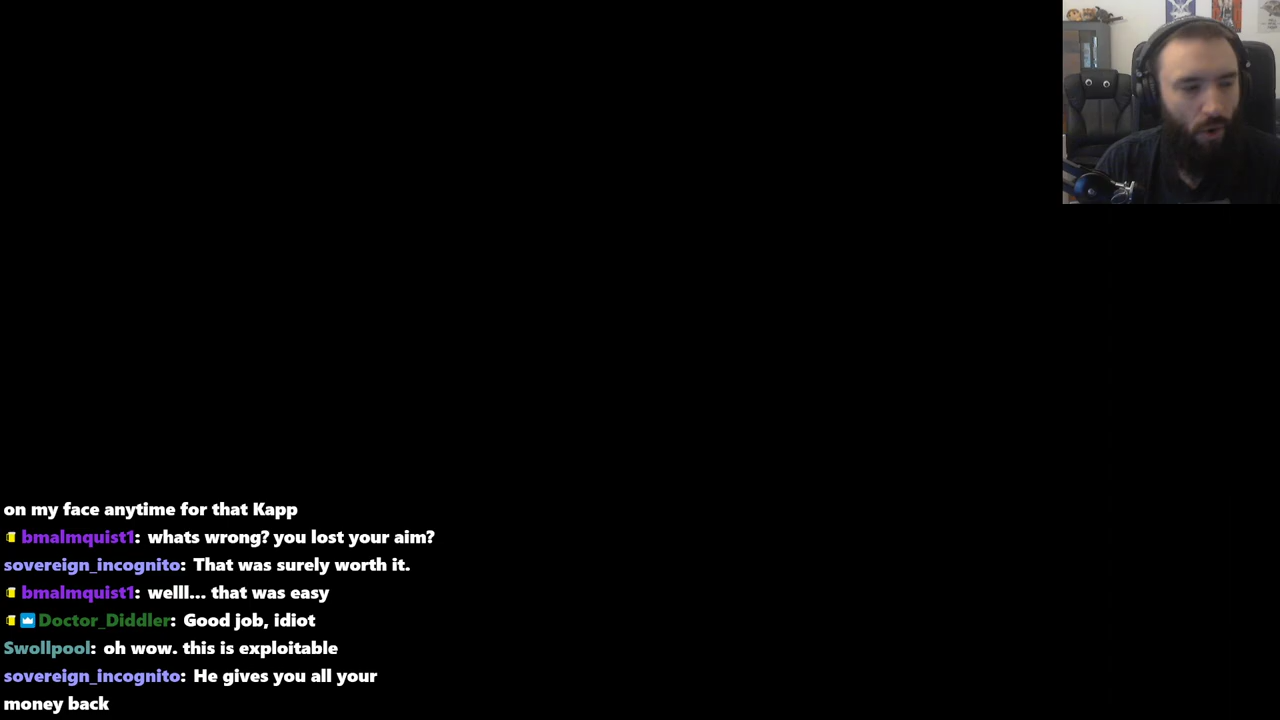 on my face anytime for that Kapp
bmalmquist1: whats wrong? you lost your aim?
sovereign_incognito: That was surely worth it.
bmalmquist1: welll... that was easy
Doctor_Diddler: Good job, idiot
Swollpool: oh wow. this is exploitable
sovereign_incognito: He gives you all your
money back